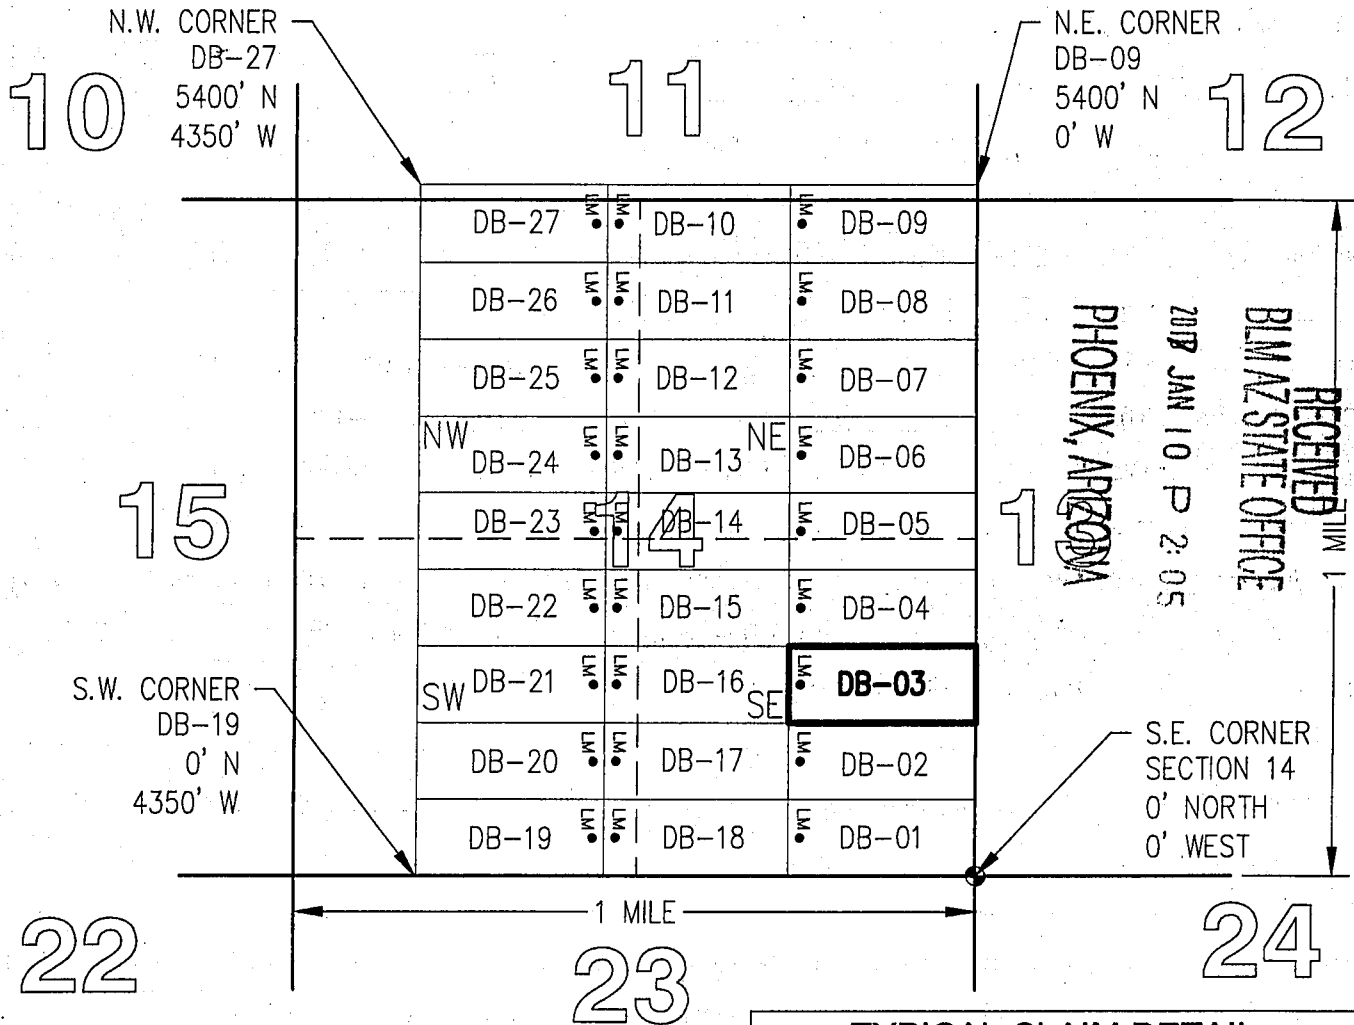 N.W. CORNER
DB-27
5400' N
4350' W
N.E. CORNER
DB-09
5400' N
0' W
10
11
12
LM LM LM
DB-27 DB-10 DB-09
LM LM LM
DB-26 DB-11 DB-08
LM LM LM
DB-25 DB-12 DB-07
NW NE
LM LM LM
DB-24 DB-13 DB-06
15
14
13
LM LM LM
DB-23 DB-14 DB-05
LM LM LM
DB-22 DB-15 DB-04
LM LM LM
DB-21 DB-16 DB-03
SW SE
LM LM LM
DB-20 DB-17 DB-02
LM LM LM
DB-19 DB-18 DB-01
RECEIVED
BLM AZ STATE OFFICE
JAN 10 P 2:05
PHOENIX, ARIZONA
1 MILE
S.W. CORNER
DB-19
0' N
4350' W
S.E. CORNER
SECTION 14
0' NORTH
0' WEST
1 MILE
22
23
24
TYPICAL CLAIM DETAIL